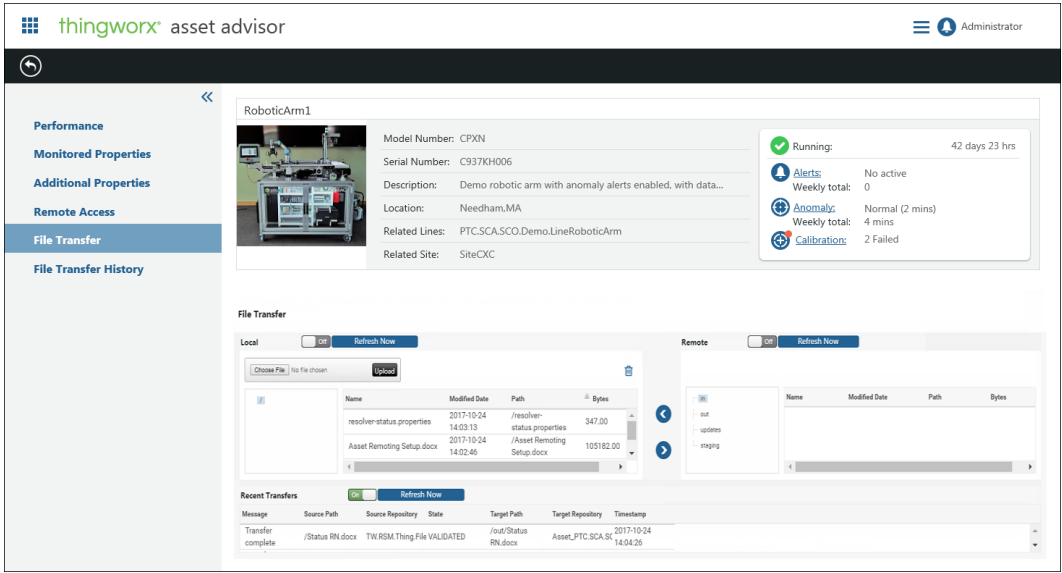 thingworx® asset advisor
Administrator
Performance
Monitored Properties
Additional Properties
Remote Access
File Transfer
File Transfer History
RoboticArm1
Model Number: CPXN
Serial Number: C937KH006
Description: Demo robotic arm with anomaly alerts enabled, with data...
Location: Needham,MA
Related Lines: PTC.SCA.SCO.Demo.LineRoboticArm
Related Site: SiteCXC
Running: 42 days 23 hrs
Alerts: No active
Weekly total: 0
Anomaly: Normal (2 mins)
Weekly total: 4 mins
Calibration: 2 Failed
File Transfer
Local Off Refresh Now
Choose File No file chosen Upload
/
Name Modified Date Path Bytes
resolver-status.properties 2017-10-24 14:03:13 /resolver-status.properties 347.00
Asset Remoting Setup.docx 2017-10-24 14:02:46 /Asset Remoting Setup.docx 105182.00
Remote Off Refresh Now
in
out
updates
staging
Name Modified Date Path Bytes
Recent Transfers On Refresh Now
Message Source Path Source Repository State Target Path Target Repository Timestamp
Transfer complete /Status RN.docx TW.RSM.Thing.File VALIDATED /out/Status RN.docx Asset_PTC.SCA.SC 2017-10-24 14:04:26